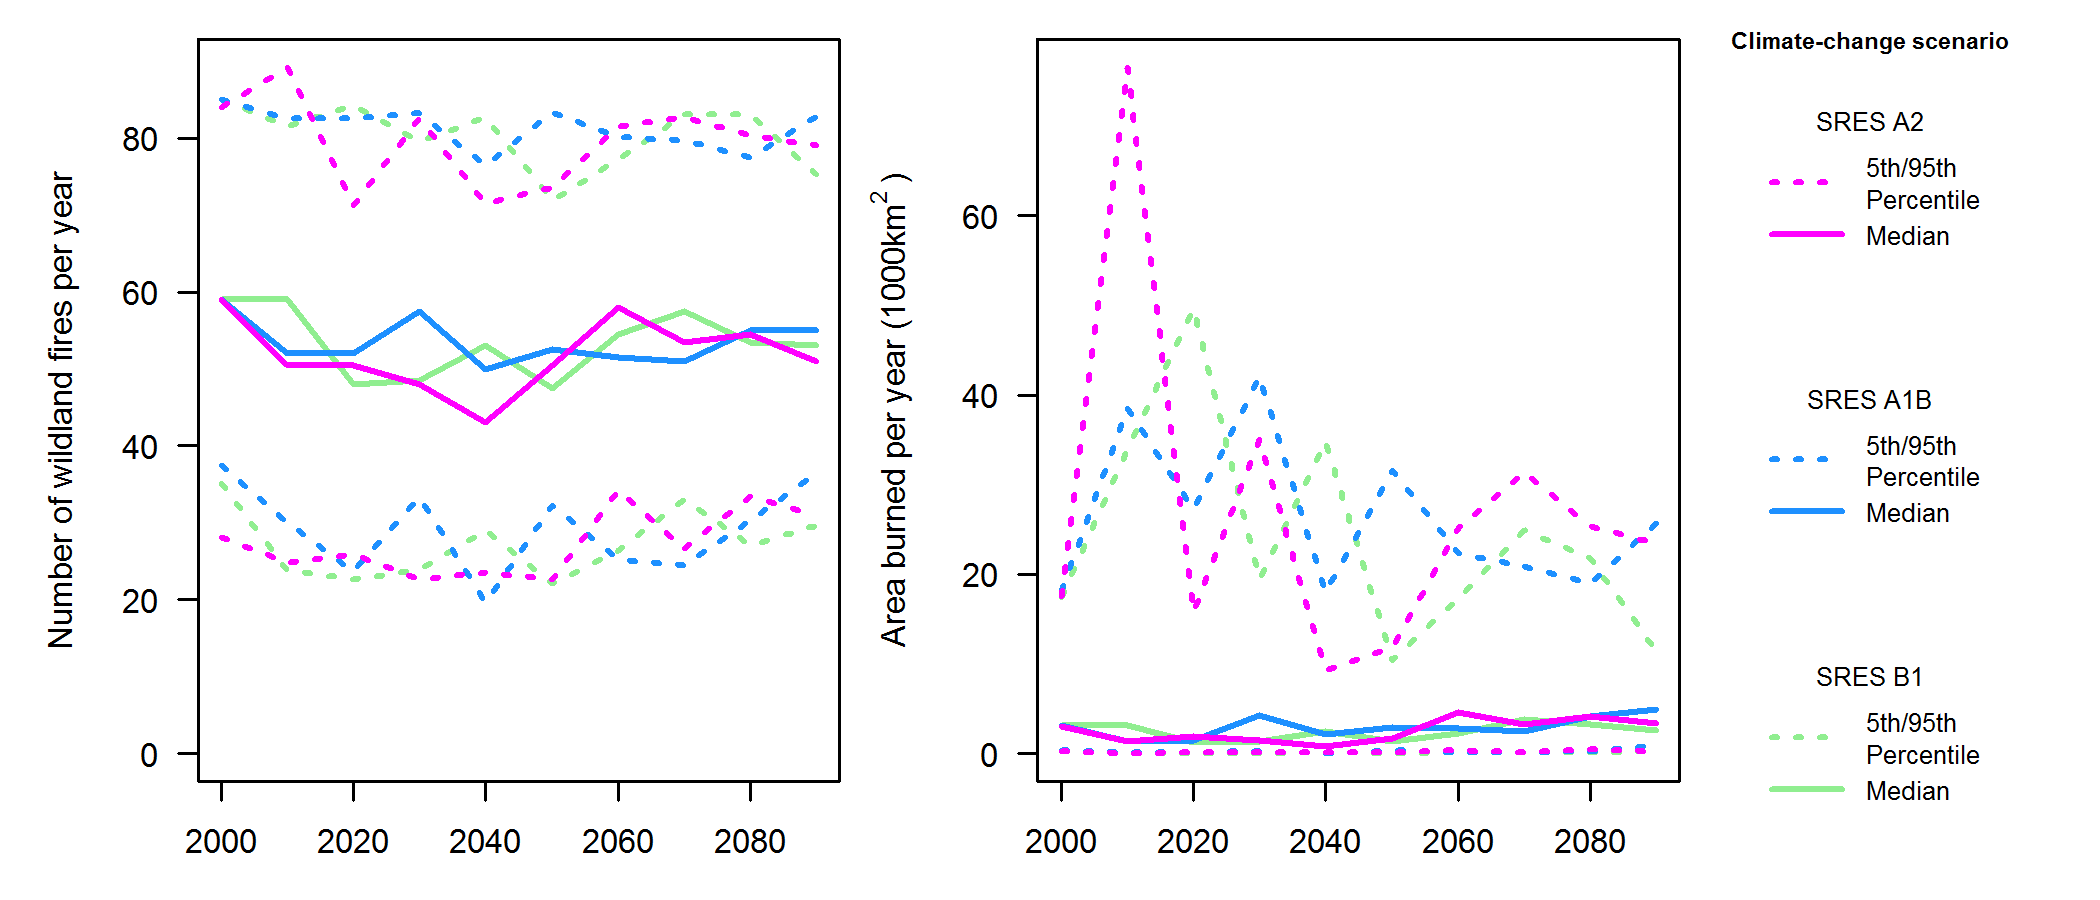 Number of wildland fires per year
80
60
40
20
0
2000 2020 2040 2060 2080
Area burned per year (1000km2)
60
40
20
0
2000 2020 2040 2060 2080
Climate-change scenario
SRES A2
5th/95th
Percentile
Median
SRES A1B
5th/95th
Percentile
Median
SRES B1
5th/95th
Percentile
Median